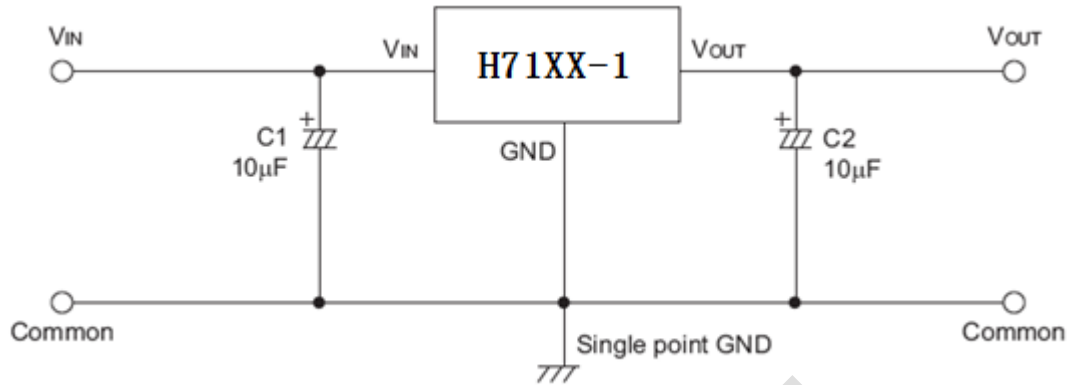 VIN
VIN
H71XX-1
VOUT
VOUT
+
C1
10μF
GND
+
C2
10μF
Common
Single point GND
Common